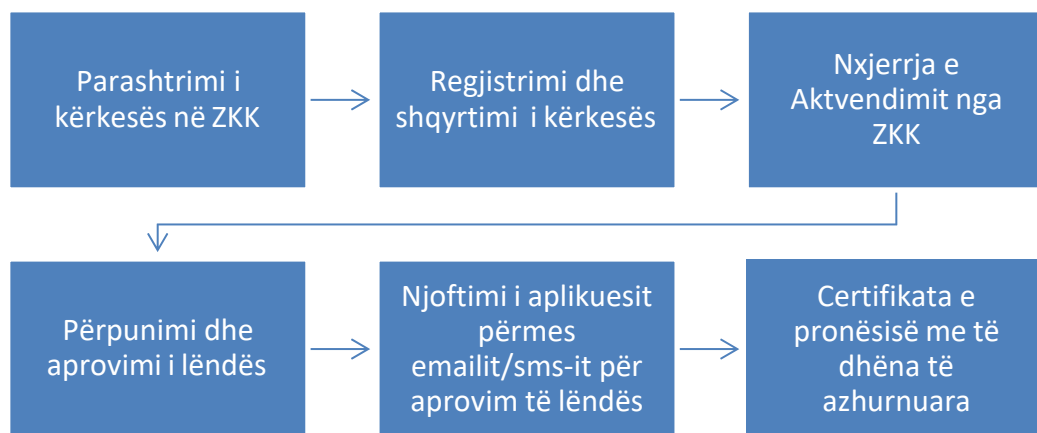 Parashtrimi i
kërkesës në ZKK
Regjistrimi dhe
shqyrtimi i kërkesës
Nxjerrja e
Aktvendimit nga
ZKK
Përpunimi dhe
aprovimi i lëndës
Njoftimi i aplikuesit
përmes
emailit/sms-it për
aprovim të lëndës
Certifikata e
pronësisë me të
dhëna të
azhurnuara